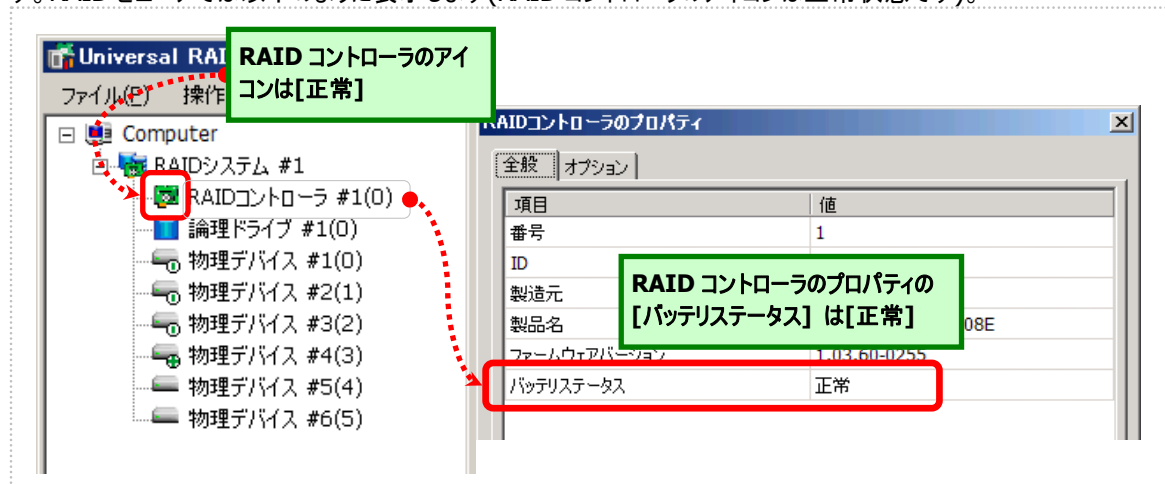 RAID コントローラのアイ
コンは[正常]
Universal RAI
ファイル(F) 操作
Computer
RAIDシステム #1
RAIDコントローラ #1(0)
論理ドライブ #1(0)
物理デバイス #1(0)
物理デバイス #2(1)
物理デバイス #3(2)
物理デバイス #4(3)
物理デバイス #5(4)
物理デバイス #6(5)
RAIDコントローラのプロパティ
全般 オプション
項目 値
番号 1
ID
製造元
製品名 08E
ファームウェアバージョン 1.03.60-0255
バッテリステータス 正常
RAID コントローラのプロパティの
[バッテリステータス] は[正常]